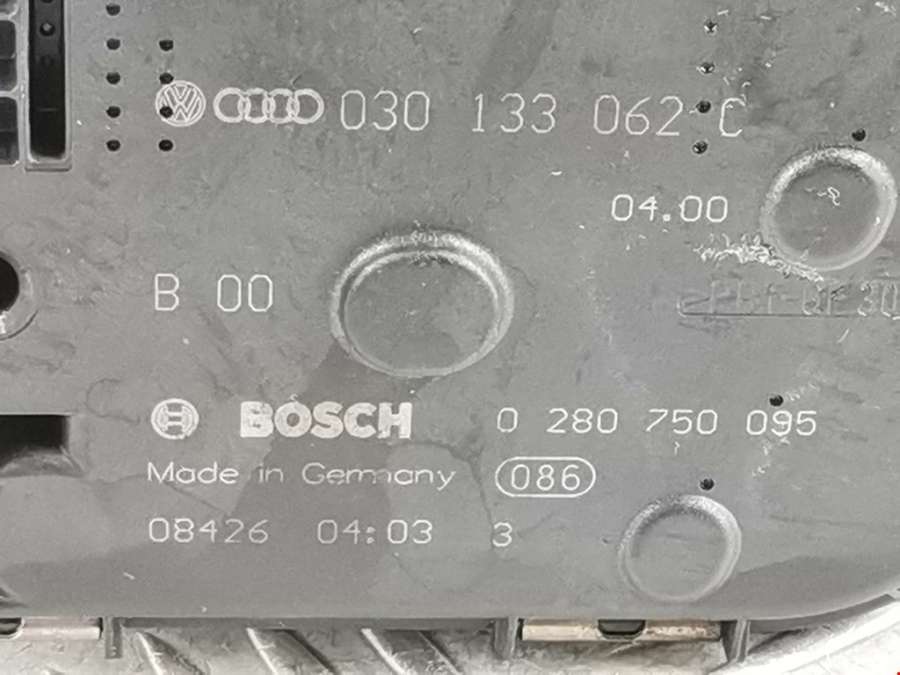 030 133 062 C
04.00
B 00
BOSCH 0 280 750 095
Made in Germany 086
08426 04:03 3